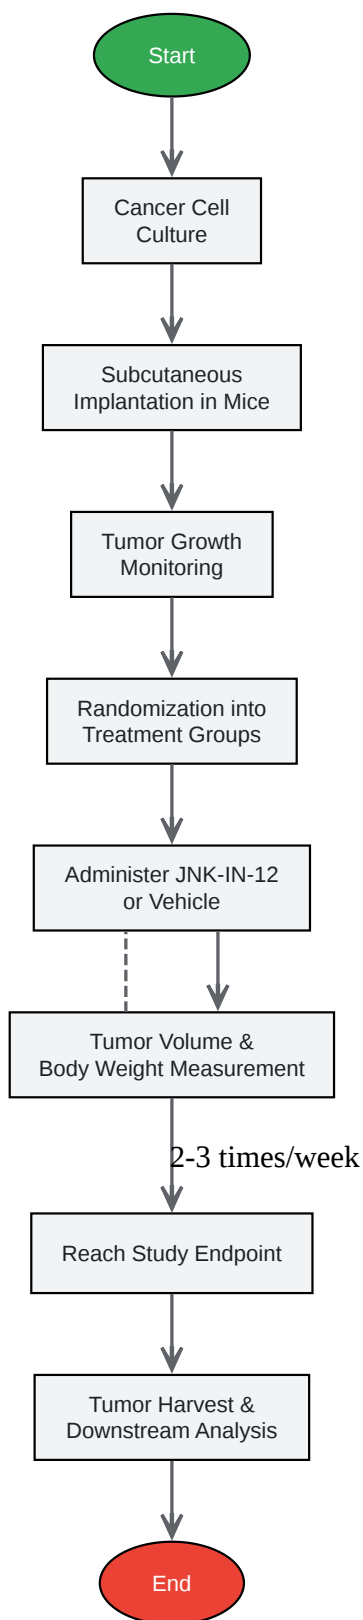 Start
Cancer Cell
Culture
Subcutaneous
Implantation in Mice
Tumor Growth
Monitoring
Randomization into
Treatment Groups
Administer JNK-IN-12
or Vehicle
Tumor Volume &
Body Weight Measurement
2-3 times/week
Reach Study Endpoint
Tumor Harvest &
Downstream Analysis
End